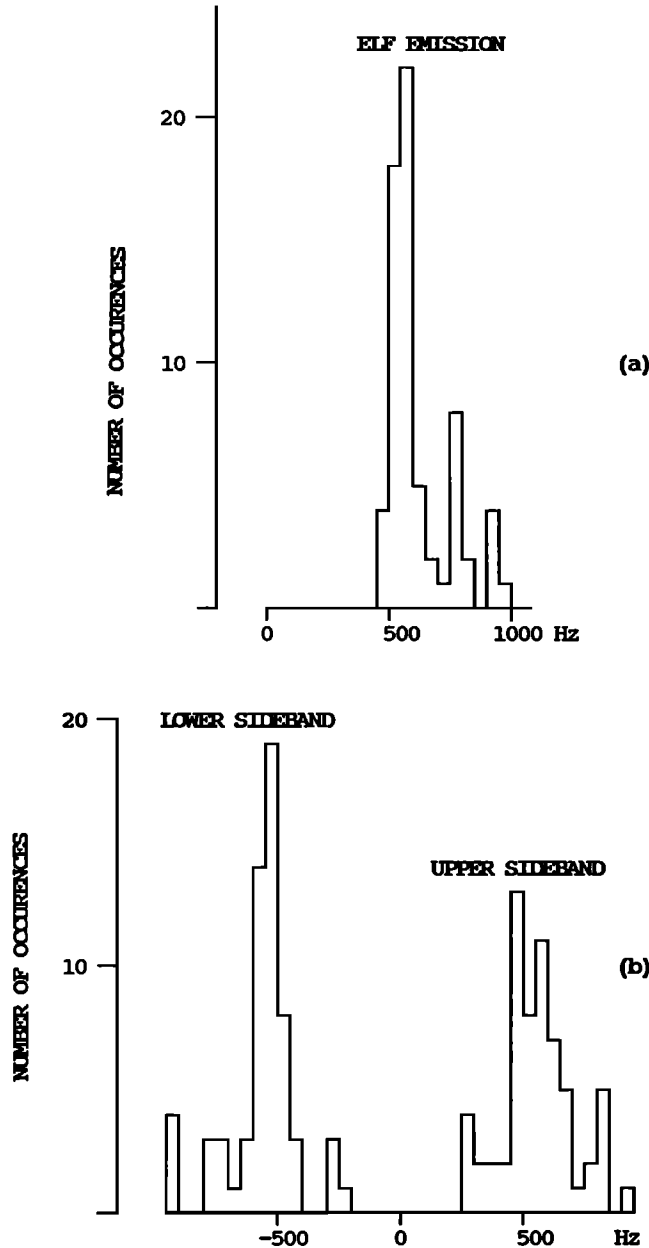 ELF EMISSION
20
10
NUMBER OF OCCURENCES
(a)
0 500 1000 Hz
20 LOWER SIDEBAND
NUMBER OF OCCURENCES
UPPER SIDEBAND
10
(b)
-500 0 500 Hz